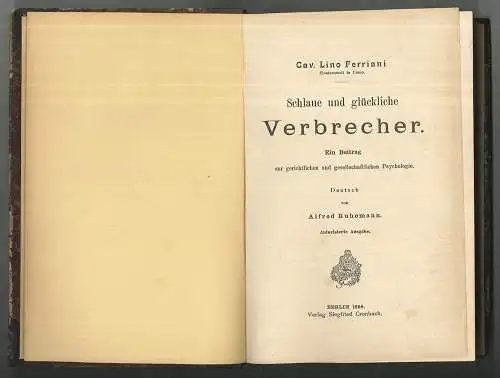 Cav. Lino Ferriani
Staatsanwalt in Como.
Schlaue und glückliche
Verbrecher.
Ein Beitrag
zur gerichtlichen und gesellschaftlichen Psychologie.
Deutsch
von
Alfred Ruhemann.
Autorisierte Ausgabe.
BERLIN 1899.
Verlag Siegfried Cronbach.